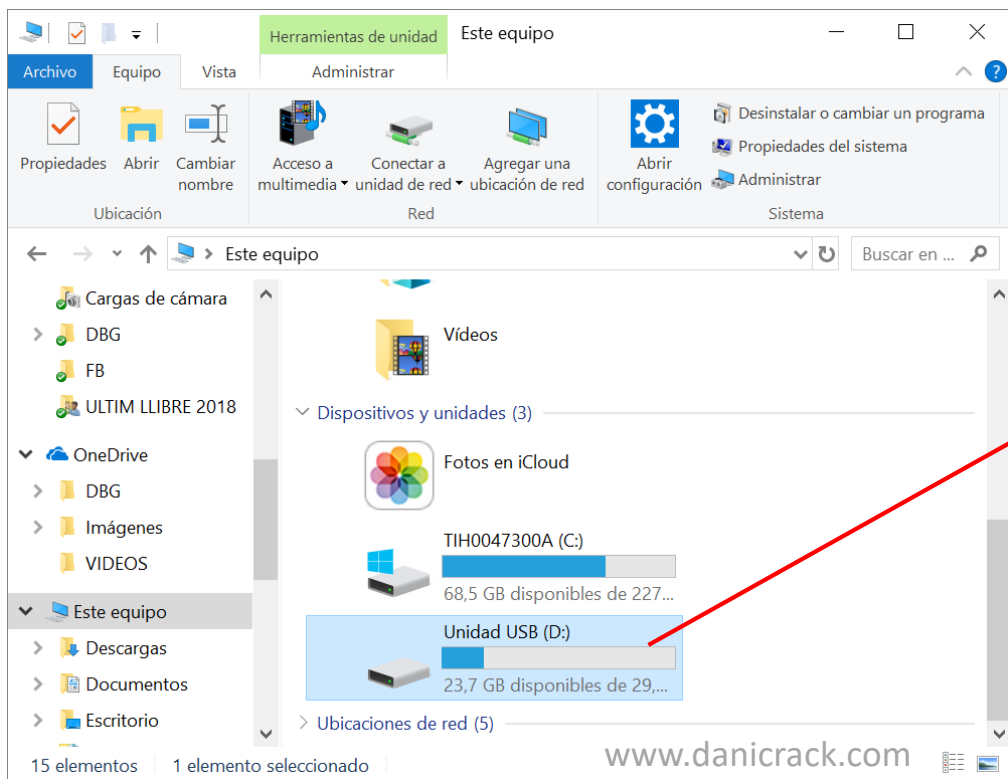 Herramientas de unidad
Este equipo
Archivo
Equipo
Vista
Administrar
?
Propiedades
Abrir
Cambiar
nombre
Acceso a
multimedia
Conectar a
unidad de red
Agregar una
ubicación de red
Abrir
configuración
Desinstalar o cambiar un programa
Propiedades del sistema
Administrar
Ubicación
Red
Sistema
Este equipo
Buscar en ...
Cargas de cámara
DBG
FB
ULTIM LLIBRE 2018
OneDrive
DBG
Imágenes
VIDEOS
Este equipo
Descargas
Documentos
Escritorio
Vídeos
Dispositivos y unidades (3)
Fotos en iCloud
TIH0047300A (C:)
68,5 GB disponibles de 227...
Unidad USB (D:)
23,7 GB disponibles de 29,...
Ubicaciones de red (5)
www.danicrack.com
15 elementos
1 elemento seleccionado